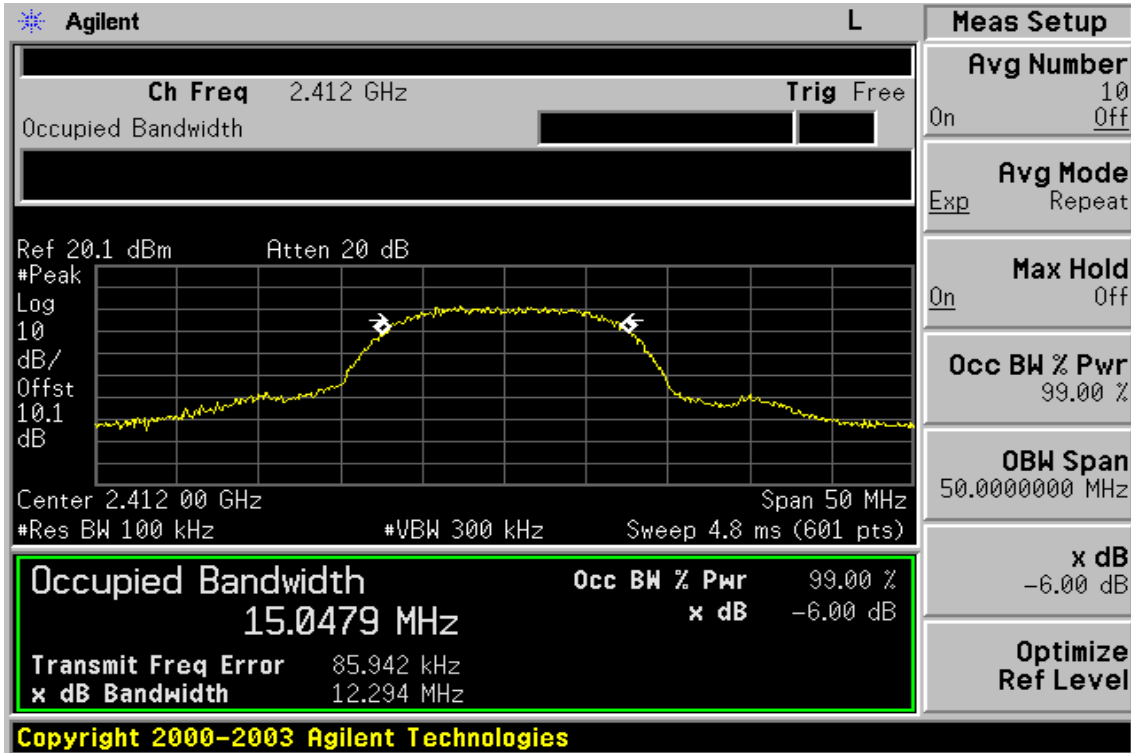 Agilent L Meas Setup
Ch Freq 2.412 GHz Trig Free
Occupied Bandwidth
Ref 20.1 dBm Atten 20 dB
#Peak
Log
10
dB/
Offst
10.1
dB
Center 2.412 00 GHz Span 50 MHz
#Res BW 100 kHz #VBW 300 kHz Sweep 4.8 ms (601 pts)
Occupied Bandwidth Occ BW % Pwr 99.00 %
15.0479 MHz x dB -6.00 dB
Transmit Freq Error 85.942 kHz
x dB Bandwidth 12.294 MHz
Avg Number
10
On Off
Avg Mode
Exp Repeat
Max Hold
On Off
Occ BW % Pwr
99.00 %
OBW Span
50.0000000 MHz
x dB
-6.00 dB
Optimize
Ref Level
Copyright 2000-2003 Agilent Technologies